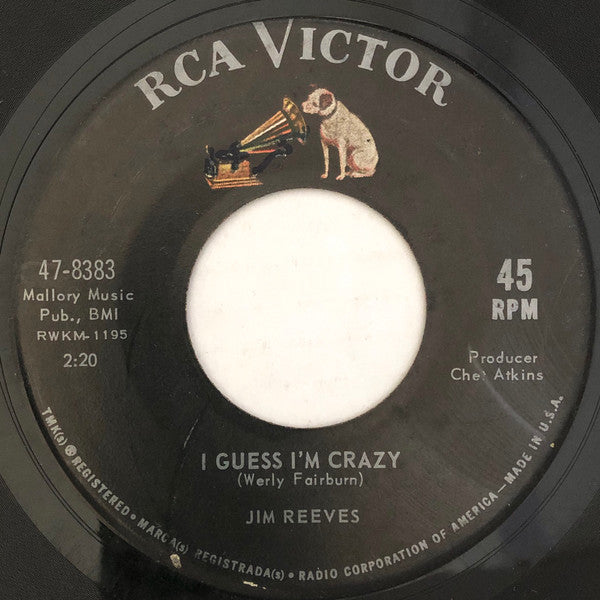 RCA VICTOR
47-8383
Mallory Music
Pub., BMI
RWKM-1195
2:20
45
RPM
Producer
Chet Atkins
I GUESS I'M CRAZY
(Werly Fairburn)
JIM REEVES
TMK(s) ® REGISTERED • MARCA(s) REGISTRADA(s) • RADIO CORPORATION OF AMERICA—MADE IN U.S.A.